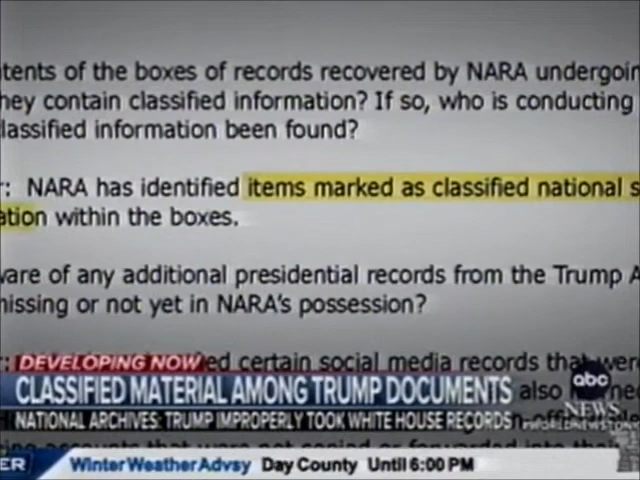 tents of the boxes of records recovered by NARA undergoin
hey contain classified information? If so, who is conducting
lassified information been found?
r: NARA has identified items marked as classified national s
ation within the boxes.
ware of any additional presidential records from the Trump A
missing or not yet in NARA's possession?
r:
ed certain social media records that were
DEVELOPING NOW
CLASSIFIED MATERIAL AMONG TRUMP DOCUMENTS
also
NATIONAL ARCHIVES: TRUMP IMPROPERLY TOOK WHITE HOUSE RECORDS
abc
NEWS
#WORLDNEWSTONIGHT
ER Winter Weather Advsy Day County Until 6:00 PM